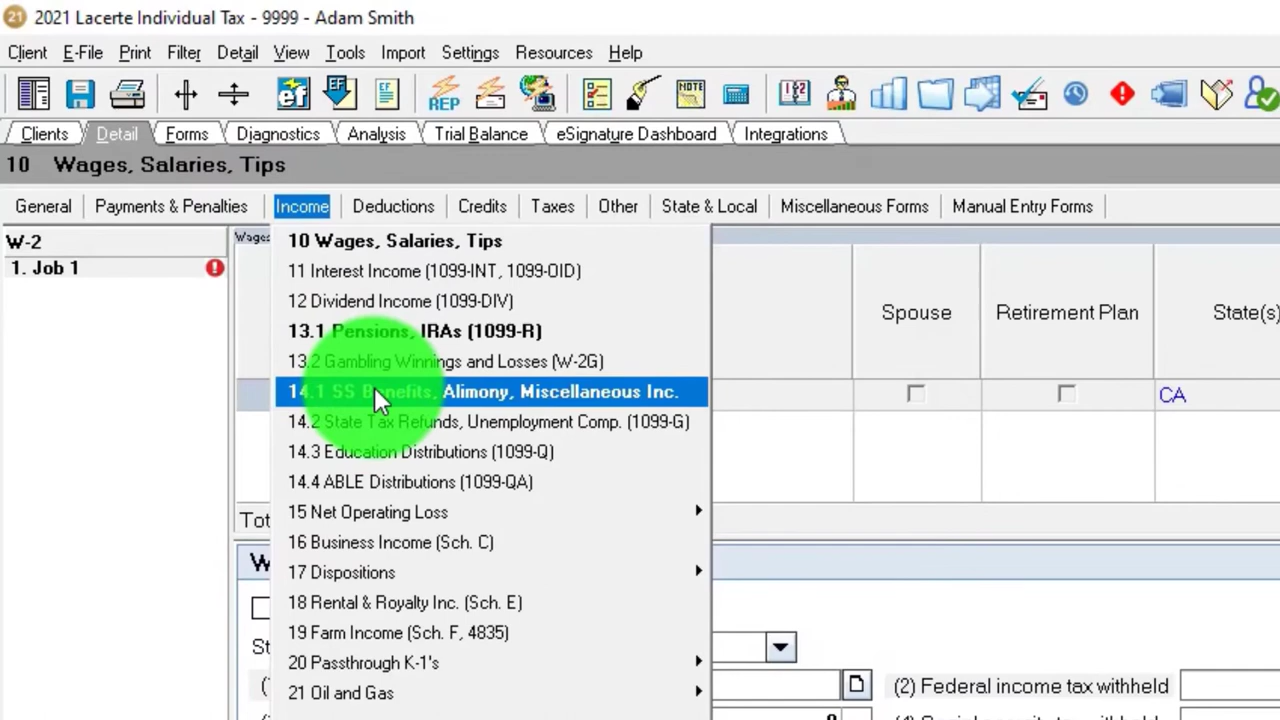 21 2021 Lacerte Individual Tax - 9999 - Adam Smith
Client E-File Print Filter Detail View Tools Import Settings Resources Help
EF EF REP NOTE
Clients Detail Forms Diagnostics Analysis Trial Balance eSignature Dashboard Integrations
10 Wages, Salaries, Tips
General Payments & Penalties Income Deductions Credits Taxes Other State & Local Miscellaneous Forms Manual Entry Forms
W-2
1. Job 1
Wages
10 Wages, Salaries, Tips
11 Interest Income (1099-INT, 1099-OID)
12 Dividend Income (1099-DIV)
13.1 Pensions, IRAs (1099-R)
13.2 Gambling Winnings and Losses (W-2G)
14.1 SS Benefits, Alimony, Miscellaneous Inc.
14.2 State Tax Refunds, Unemployment Comp. (1099-G)
14.3 Education Distributions (1099-Q)
14.4 ABLE Distributions (1099-QA)
15 Net Operating Loss
16 Business Income (Sch. C)
17 Dispositions
18 Rental & Royalty Inc. (Sch. E)
19 Farm Income (Sch. F, 4835)
20 Passthrough K-1's
21 Oil and Gas
Spouse Retirement Plan State(s)
CA
(2) Federal income tax withheld